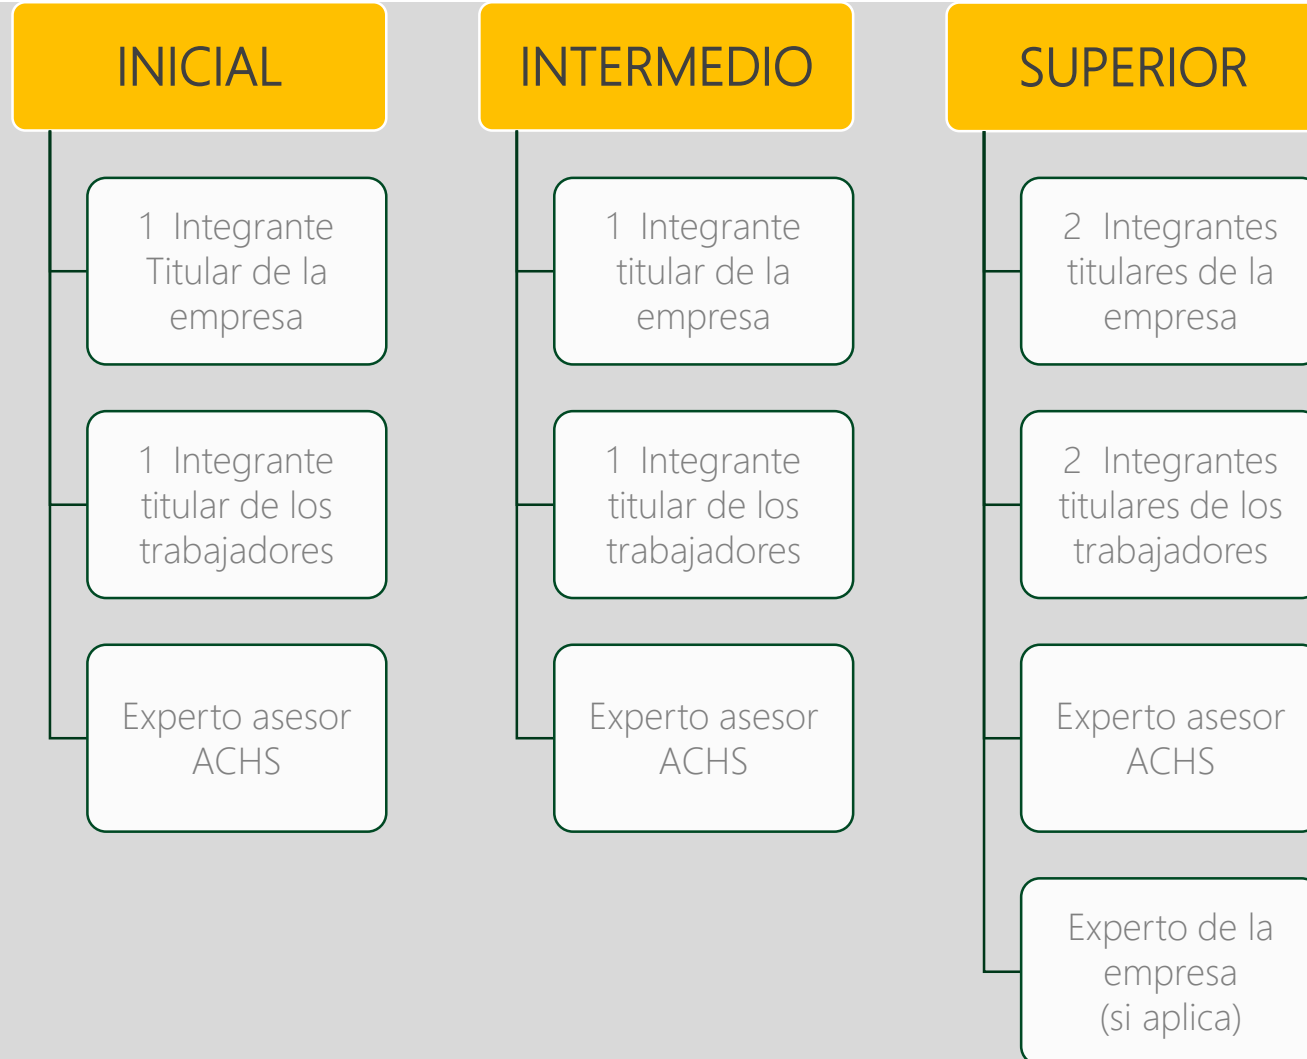 INICIAL
1 Integrante
Titular de la
empresa
1 Integrante
titular de los
trabajadores
Experto asesor
ACHS
INTERMEDIO
1 Integrante
titular de la
empresa
1 Integrante
titular de los
trabajadores
Experto asesor
ACHS
SUPERIOR
2 Integrantes
titulares de la
empresa
2 Integrantes
titulares de los
trabajadores
Experto asesor
ACHS
Experto de la
empresa
(si aplica)